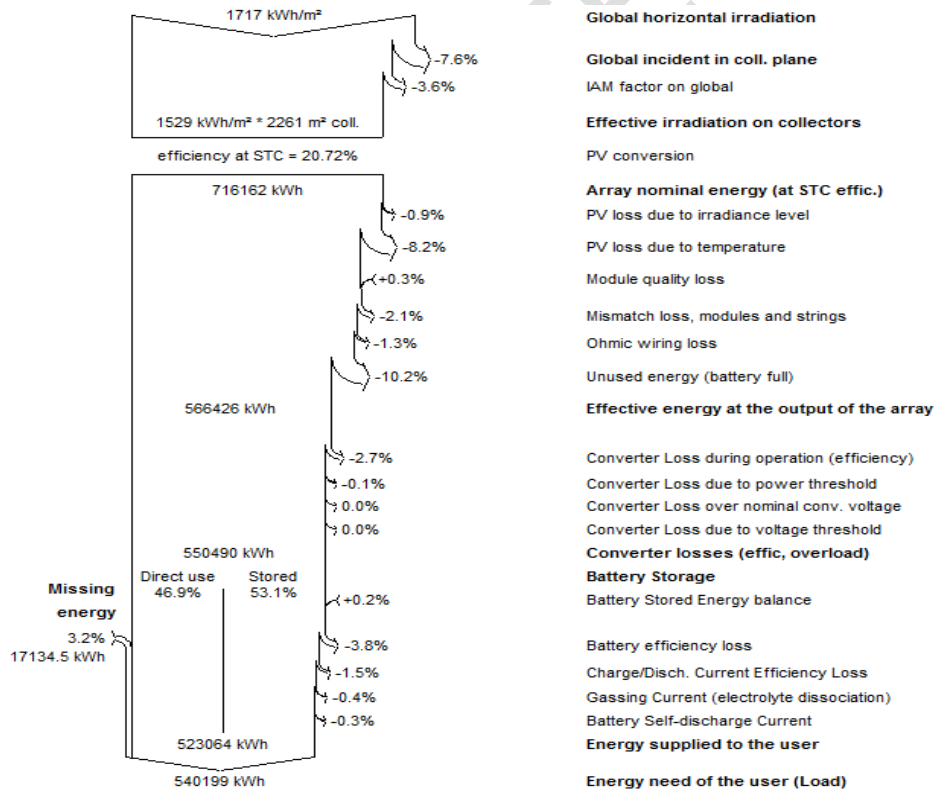 1717 kWh/m² Global horizontal irradiation
-7.6% Global incident in coll. plane
-3.6% IAM factor on global
1529 kWh/m² * 2261 m² coll. Effective irradiation on collectors
efficiency at STC = 20.72% PV conversion
716162 kWh Array nominal energy (at STC effic.)
-0.9% PV loss due to irradiance level
-8.2% PV loss due to temperature
+0.3% Module quality loss
-2.1% Mismatch loss, modules and strings
-1.3% Ohmic wiring loss
-10.2% Unused energy (battery full)
566426 kWh Effective energy at the output of the array
-2.7% Converter Loss during operation (efficiency)
-0.1% Converter Loss due to power threshold
0.0% Converter Loss over nominal conv. voltage
0.0% Converter Loss due to voltage threshold
550490 kWh Converter losses (effic, overload)
Direct use Stored Battery Storage
Missing 46.9% 53.1%
energy +0.2% Battery Stored Energy balance
3.2% -3.8% Battery efficiency loss
17134.5 kWh
-1.5% Charge/Disch. Current Efficiency Loss
-0.4% Gassing Current (electrolyte dissociation)
-0.3% Battery Self-discharge Current
523064 kWh Energy supplied to the user
540199 kWh Energy need of the user (Load)